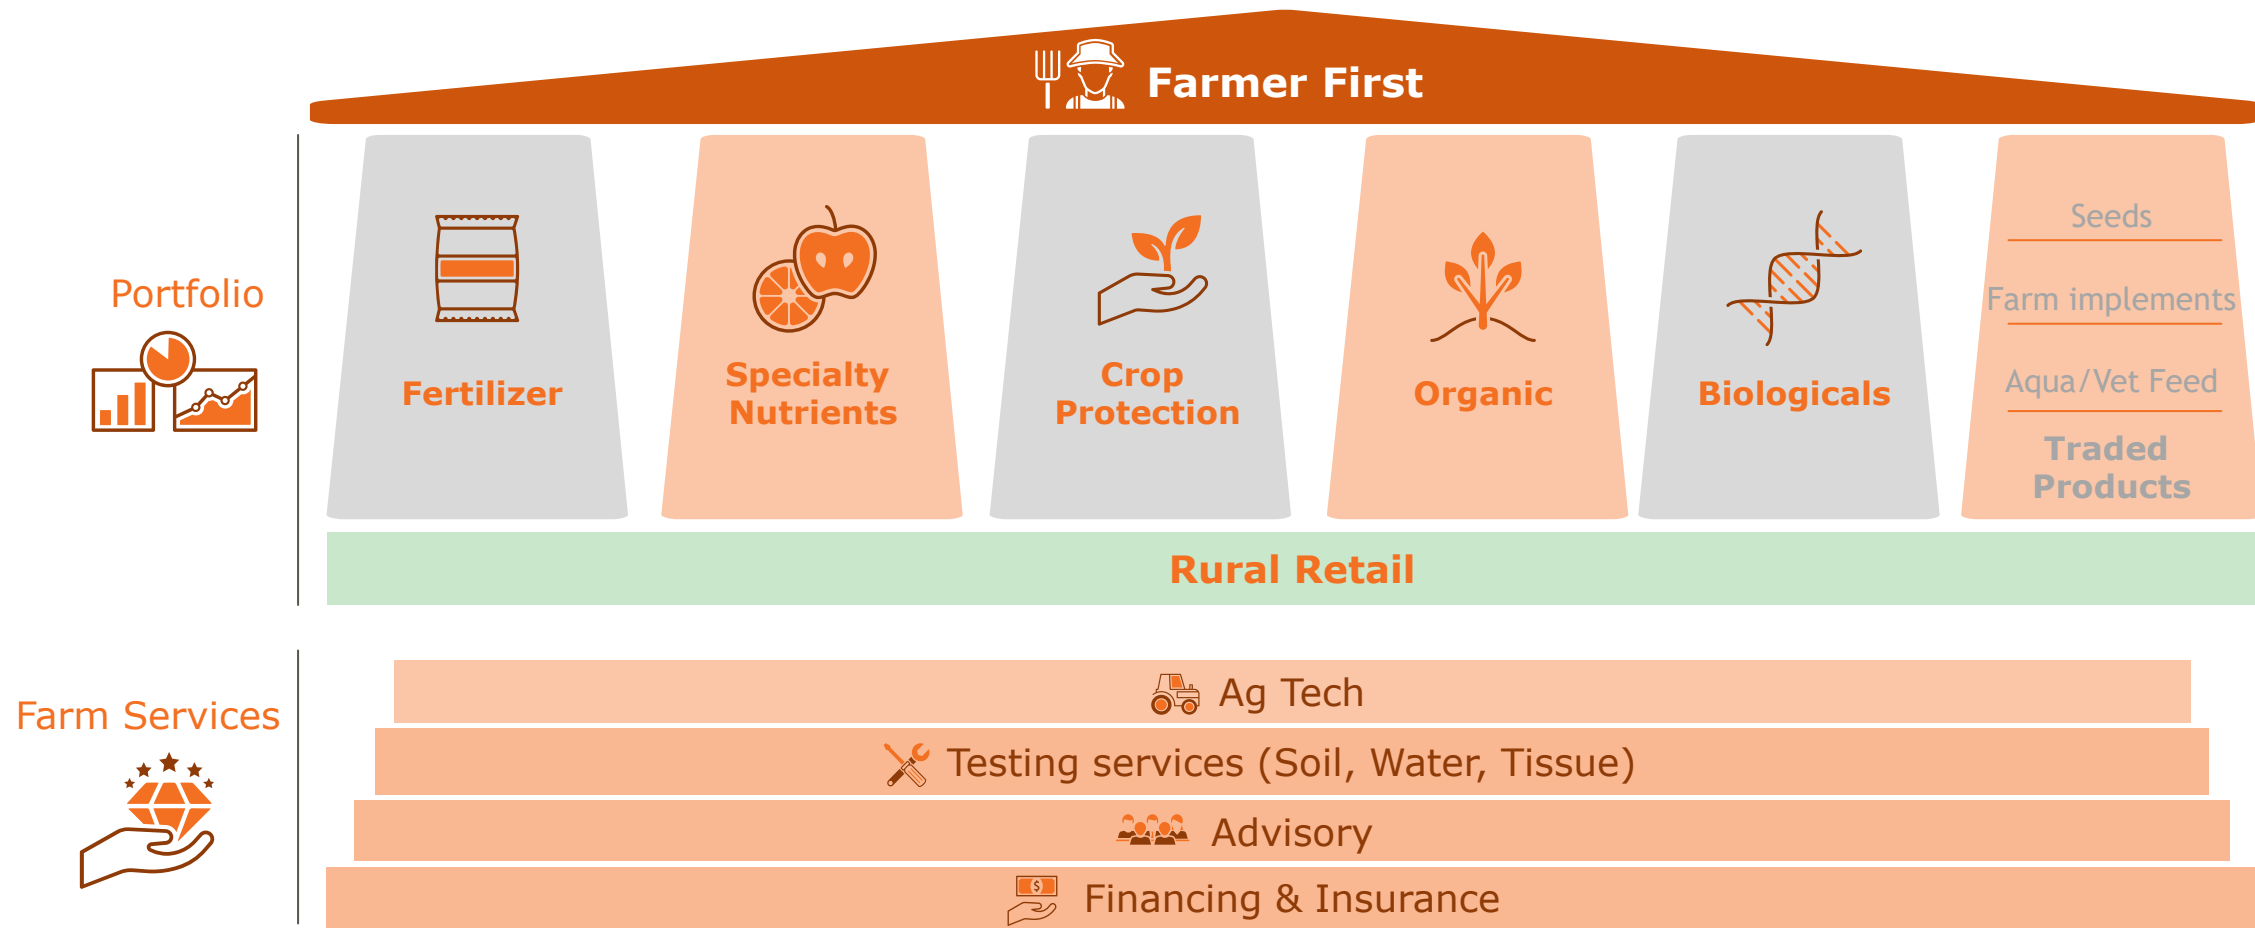 Farmer First
Portfolio
Fertilizer
Specialty
Nutrients
Crop
Protection
Organic
Biologicals
Seeds
Farm implements
Aqua/Vet Feed
Traded
Products
Rural Retail
Farm Services
Ag Tech
Testing services (Soil, Water, Tissue)
Advisory
$
Financing & Insurance